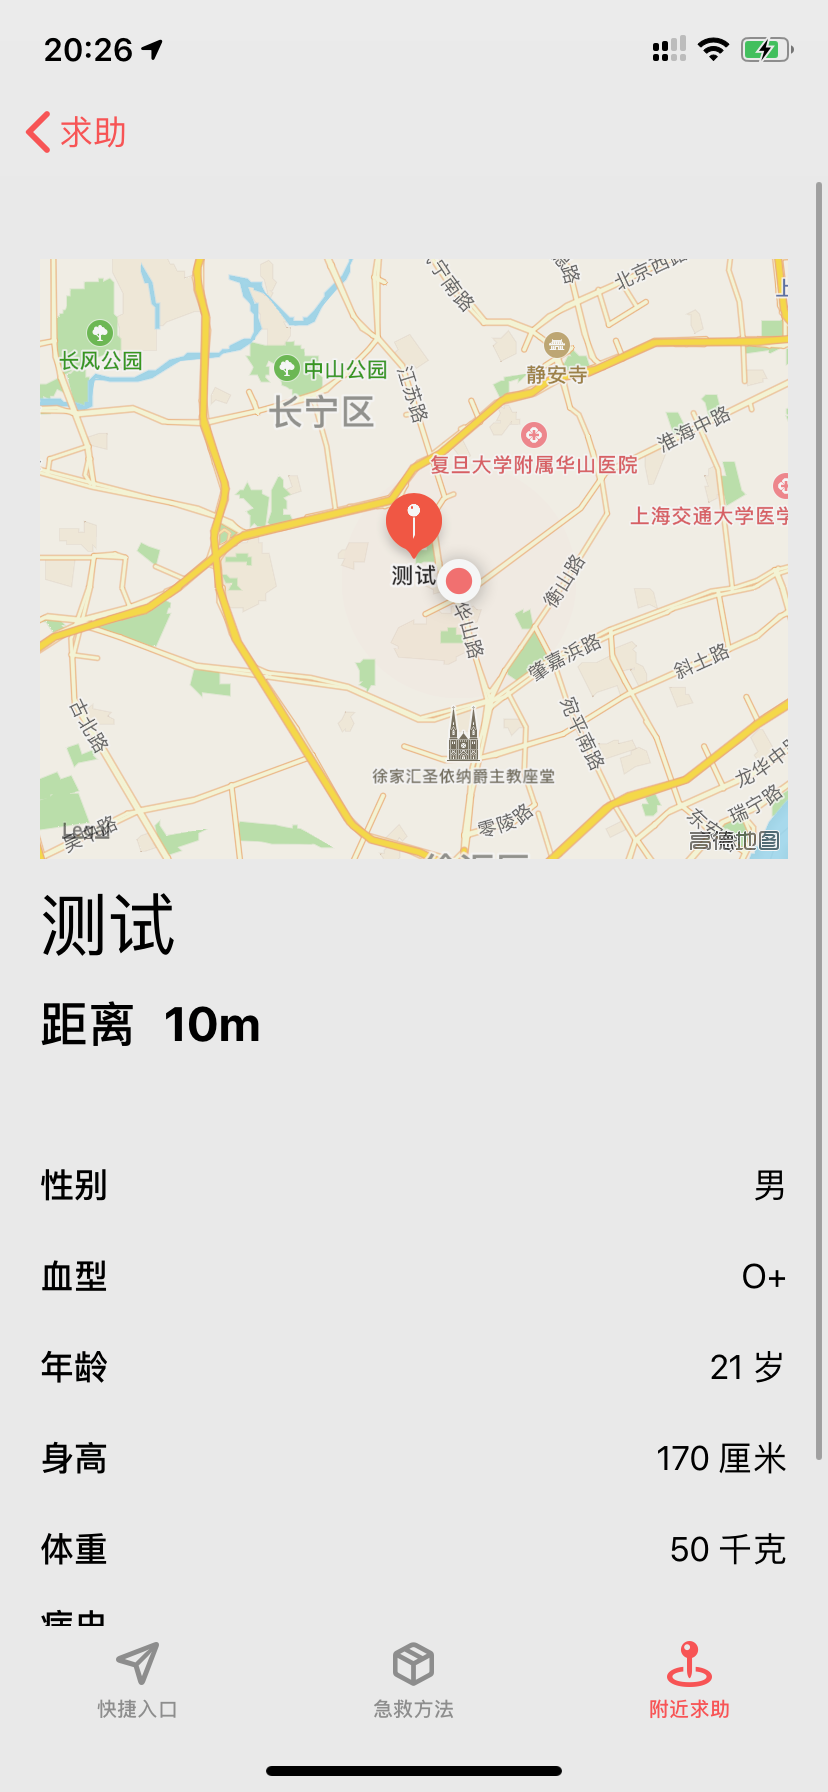 20:26
求助
宁南路
北京西路
长风公园
中山公园
江苏路
静安寺
长宁区
淮海中路
复旦大学附属华山医院
上海交通大学医学
测试
衡山路
华山路
肇嘉浜路
斜土路
古北路
宛平南路
徐家汇圣依纳爵主教座堂
龙华中路
瑞宁路
零陵路
Legal
高德地图
测试
距离 10m
性别 男
血型 O+
年龄 21 岁
身高 170 厘米
体重 50 千克
病史
快捷入口
急救方法
附近求助